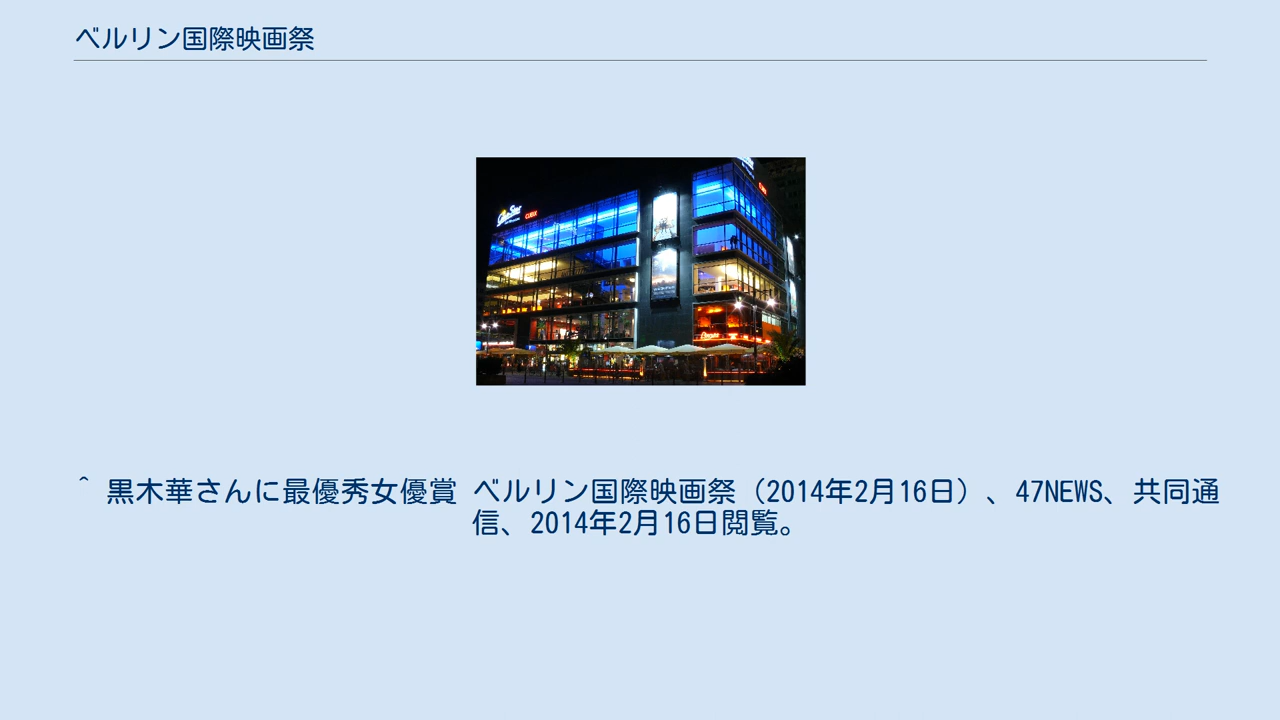 ベルリン国際映画祭
CineStar
CUBIX
^ 黒木華さんに最優秀女優賞 ベルリン国際映画祭（2014年2月16日）、47NEWS、共同通
信、2014年2月16日閲覧。